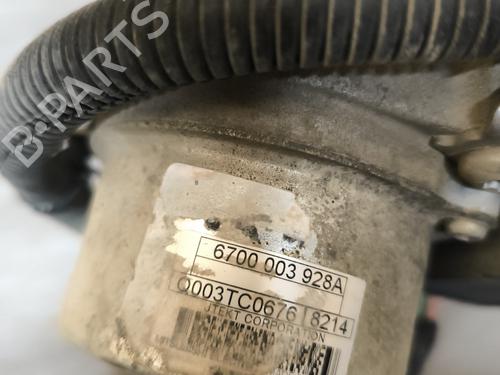 B-PARTS
6700 003 928A
Q003TC0676 8214
JTEKT CORPORATION